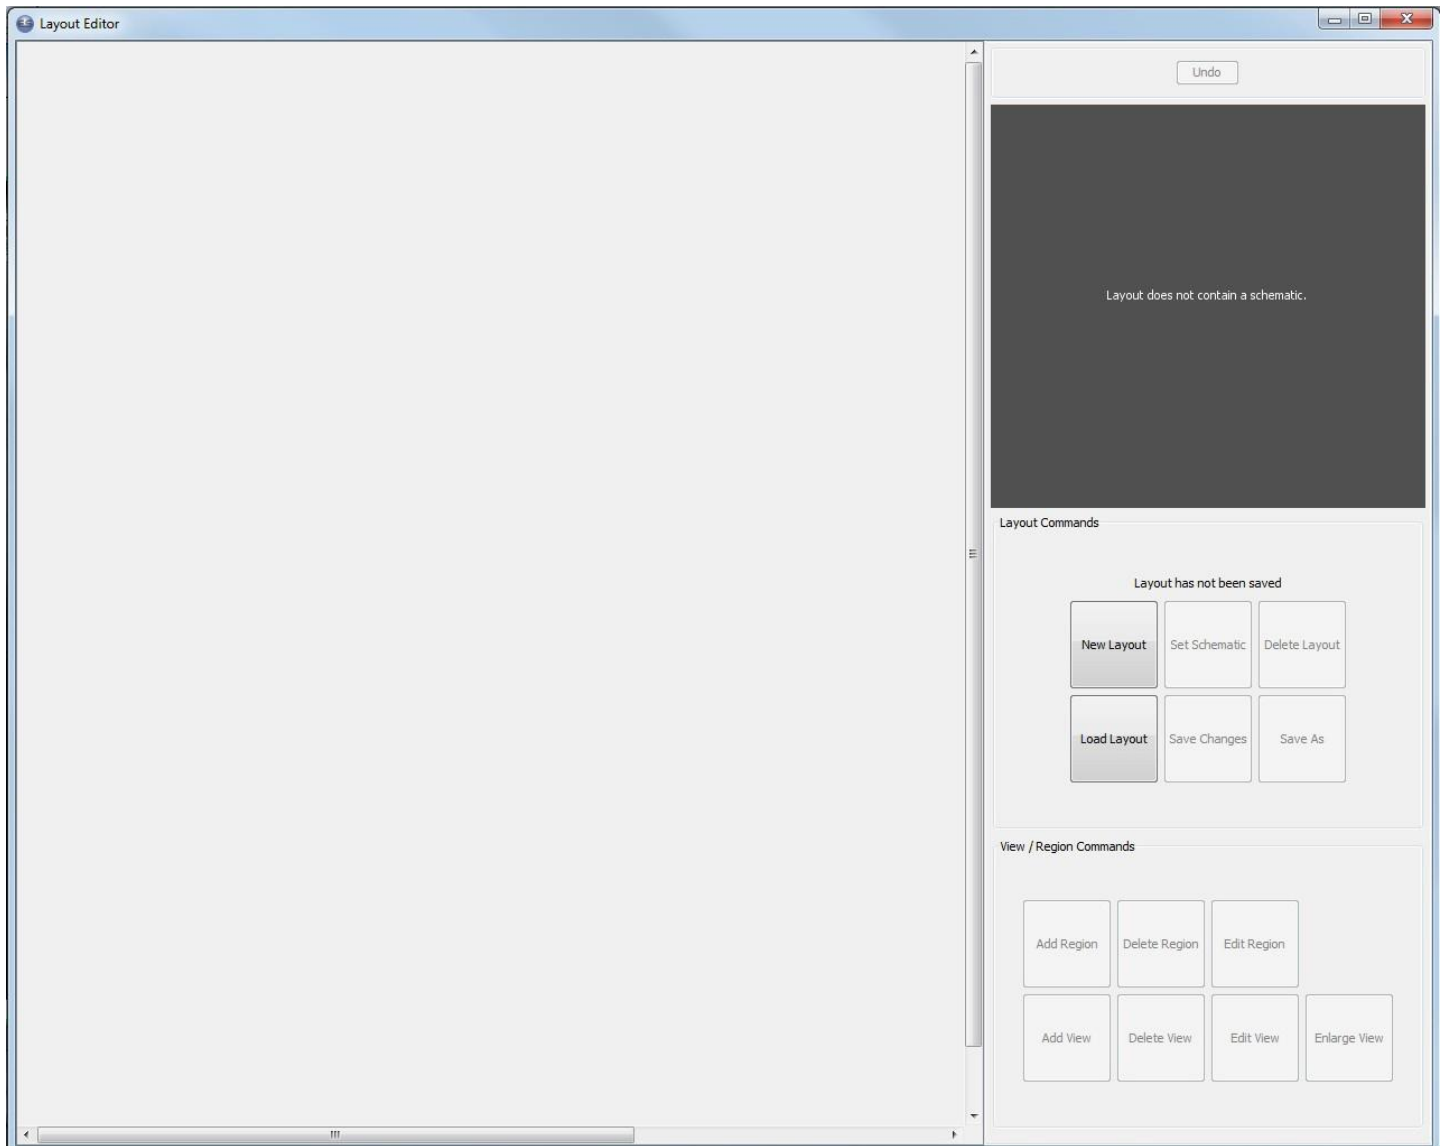 Layout Editor
Undo
Layout does not contain a schematic.
Layout Commands
Layout has not been saved
New Layout Set Schematic Delete Layout
Load Layout Save Changes Save As
View / Region Commands
Add Region Delete Region Edit Region
Add View Delete View Edit View Enlarge View